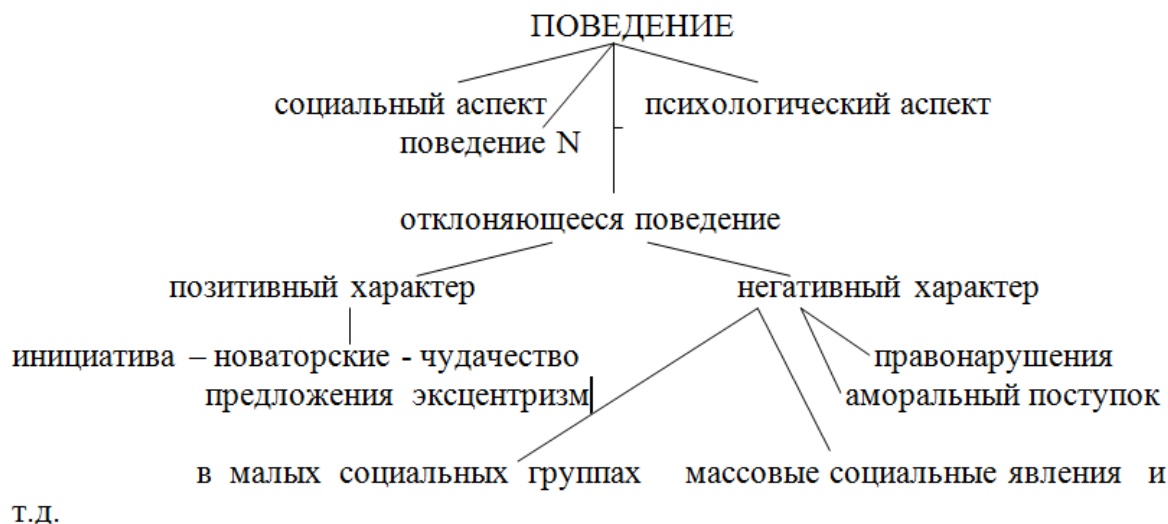 ПОВЕДЕНИЕ
социальный аспект психологический аспект
поведение N
отклоняющееся поведение
позитивный характер негативный характер
инициатива – новаторские - чудачество правонарушения
предложения эксцентризм аморальный поступок
в малых социальных группах массовые социальные явления и
т.д.